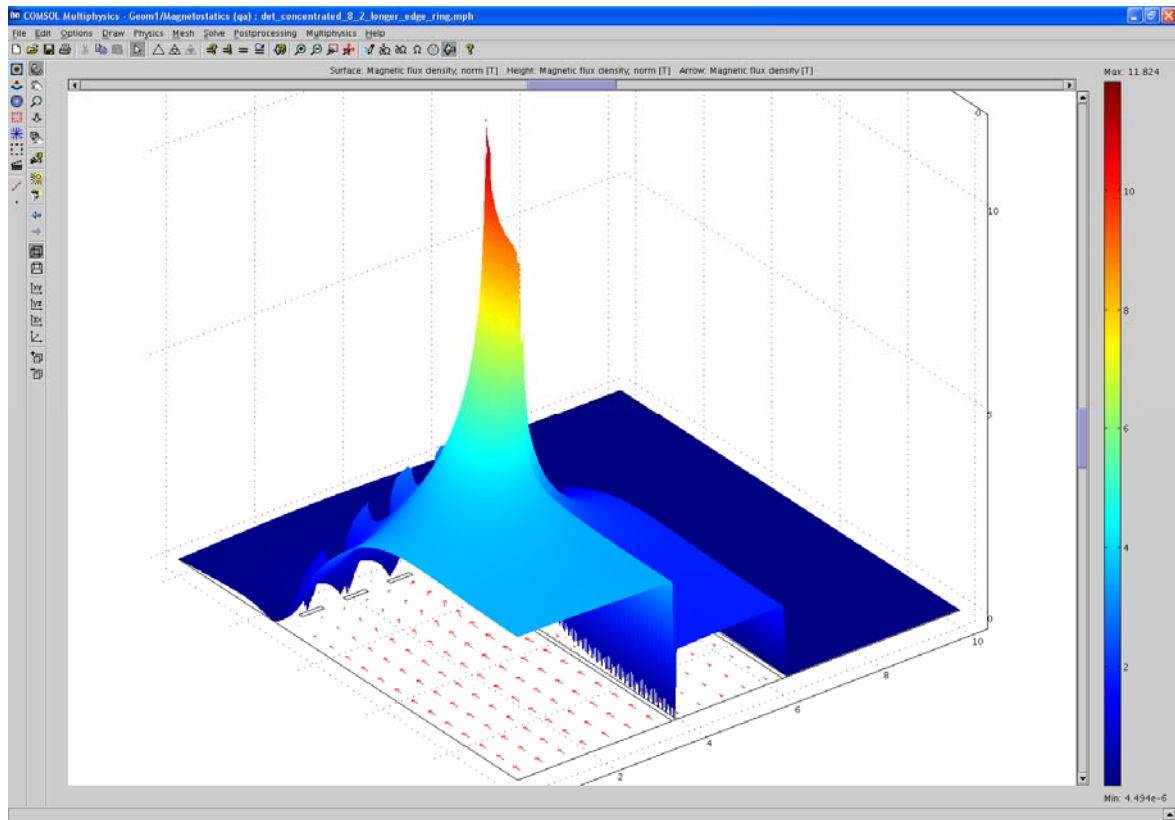 COMSOL Multiphysics - Geom1/Magnetostatics (qa) : det_concentrated_8_2_longer_edge_ring.mph
File Edit Options Draw Physics Mesh Solve Postprocessing Multiphysics Help
Surface: Magnetic flux density, norm [T] Height: Magnetic flux density, norm [T] Arrow: Magnetic flux density [T]
Max: 11.824
10
8
6
4
2
Min: 4.494e-6
0
10
5
0
10
8
6
4
2